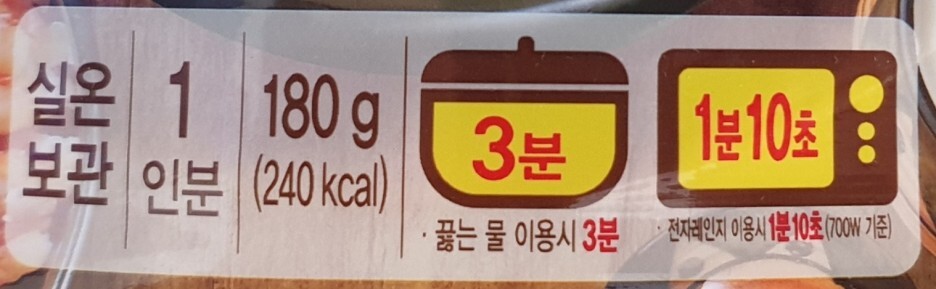 실온
보관
1
인분
180 g
(240 kcal)
3분
· 끓는 물 이용시 3분
1분10초
· 전자레인지 이용시 1분10초(700W 기준)